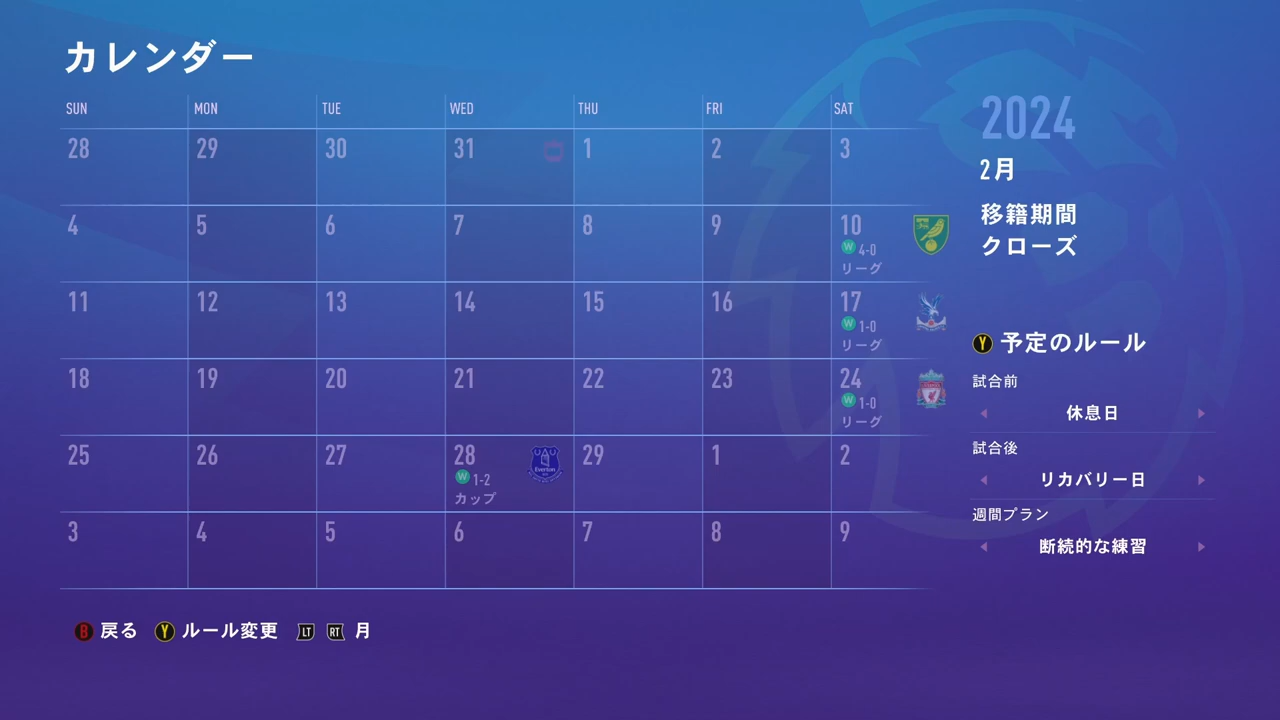 カレンダー
SUN MON TUE WED THU FRI SAT
28 29 30 31 1 2 3
4 5 6 7 8 9 10
W 4-0
リーグ
11 12 13 14 15 16 17
W 1-0
リーグ
18 19 20 21 22 23 24
W 1-0
リーグ
25 26 27 28 29 1 2
W 1-2
カップ
Everton
3 4 5 6 7 8 9
2024
2月
移籍期間
クローズ
Y 予定のルール
試合前
休息日
試合後
リカバリー日
週間プラン
断続的な練習
B 戻る Y ルール変更 LT RT 月